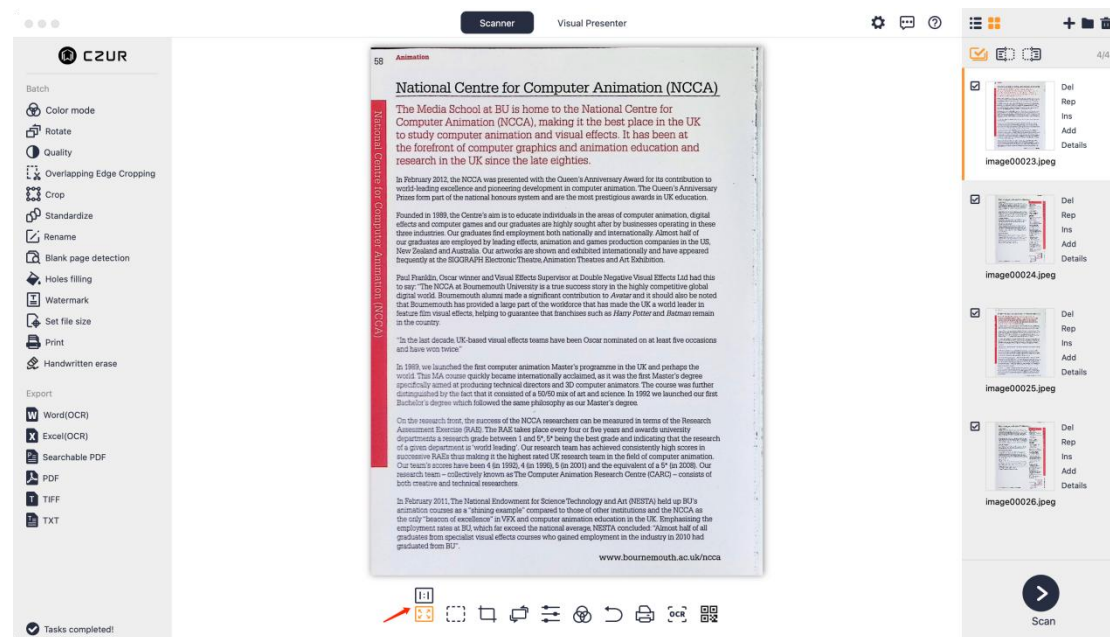 Scanner
Visual Presenter
CZUR
Batch
Color mode
Rotate
Quality
Overlapping Edge Cropping
Crop
Standardize
Rename
Blank page detection
Holes filling
Watermark
Set file size
Print
Handwritten erase
Export
Word(OCR)
Excel(OCR)
Searchable PDF
PDF
TIFF
TXT
Tasks completed!
58
Animation
National Centre for Computer Animation (NCCA)
National Centre for Computer Animation (NCCA)
The Media School at BU is home to the National Centre for
Computer Animation (NCCA), making it the best place in the UK
to study computer animation and visual effects. It has been at
the forefront of computer graphics and animation education and
research in the UK since the late eighties.
In February 2012, the NCCA was presented with the Queen's Anniversary Award for its contribution to
world-leading excellence and pioneering development in computer animation. The Queen's Anniversary
Prizes form part of the national honours system and are the most prestigious awards in UK education.
Founded in 1989, the Centre's aim is to educate individuals in the areas of computer animation, digital
effects and computer games and our graduates are highly sought after by businesses operating in these
three industries. Our graduates find employment both nationally and internationally. Almost half of
our graduates are employed by leading effects, animation and games production companies in the US,
New Zealand and Australia. Our artworks are shown and exhibited internationally and have appeared
frequently at the SIGGRAPH Electronic Theatre, Animation Theatres and Art Exhibition.
Paul Franklin, Oscar winner and Visual Effects Supervisor at Double Negative Visual Effects Ltd had this
to say: "The NCCA at Bournemouth University is a true success story in the highly competitive global
digital world. Bournemouth alumni made a significant contribution to Avatar and it should also be noted
that Bournemouth has provided a large part of the workforce that has made the UK a world leader in
feature film visual effects, helping to guarantee that franchises such as Harry Potter and Batman remain
in the country.
"In the last decade, UK-based visual effects teams have been Oscar nominated on at least five occasions
and have won twice"
In 1989, we launched the first computer animation Master's programme in the UK and perhaps the
world. This MA course quickly became internationally acclaimed, as it was the first Master's degree
specifically aimed at producing technical directors and 3D computer animators. The course was further
distinguished by the fact that it consisted of a 50/50 mix of art and science. In 1992 we launched our first
Bachelor's degree which followed the same philosophy as our Master's degree.
On the research front, the success of the NCCA researchers can be measured in terms of the Research
Assessment Exercise (RAE). The RAE takes place every four or five years and awards university
departments a research grade between 1 and 5*, 5* being the best grade and indicating that the research
of a given department is 'world leading'. Our research team has achieved consistently high scores in
successive RAEs thus making it the highest rated UK research team in the field of computer animation.
Our team's scores have been 4 (in 1992), 4 (in 1996), 5 (in 2001) and the equivalent of a 5* (in 2008). Our
research team – collectively known as The Computer Animation Research Centre (CARC) – consists of
both creative and technical researchers.
In February 2011, The National Endowment for Science Technology and Art (NESTA) held up BU's
animation courses as a "shining example" compared to those of other institutions and the NCCA as
the only "beacon of excellence" in VFX and computer animation education in the UK. Emphasising the
employment rates at BU, which far exceed the national average, NESTA concluded: "Almost half of all
graduates from specialist visual effects courses who gained employment in the industry in 2010 had
graduated from BU".
www.bournemouth.ac.uk/ncca
1:1
OCR
4/4
Del
Rep
Ins
Add
Details
image00023.jpeg
Del
Rep
Ins
Add
Details
image00024.jpeg
Del
Rep
Ins
Add
Details
image00025.jpeg
Del
Rep
Ins
Add
Details
image00026.jpeg
Scan